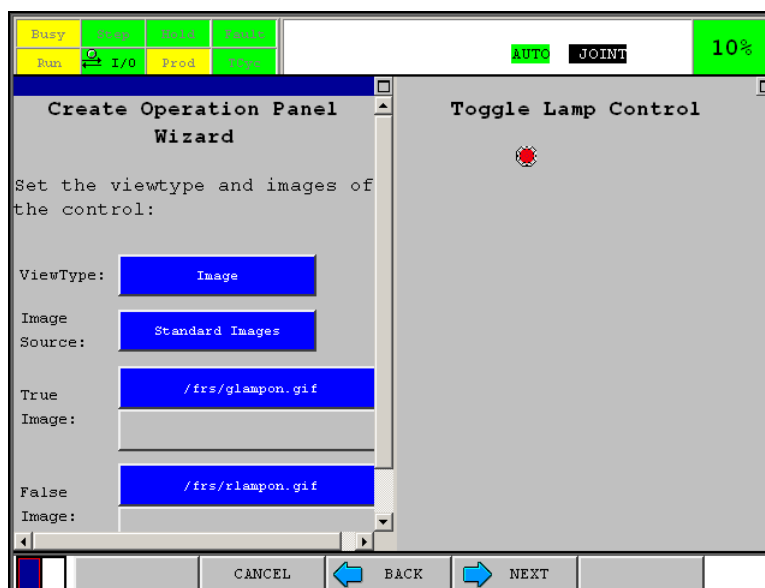 Busy Step Hold Fault
Run I/O Prod TCyc
AUTO JOINT
10%
Create Operation Panel
Wizard
Set the viewtype and images of
the control:
ViewType: Image
Image
Source: Standard Images
True
Image: /frs/glampon.gif
False
Image: /frs/rlampon.gif
Toggle Lamp Control
CANCEL BACK NEXT